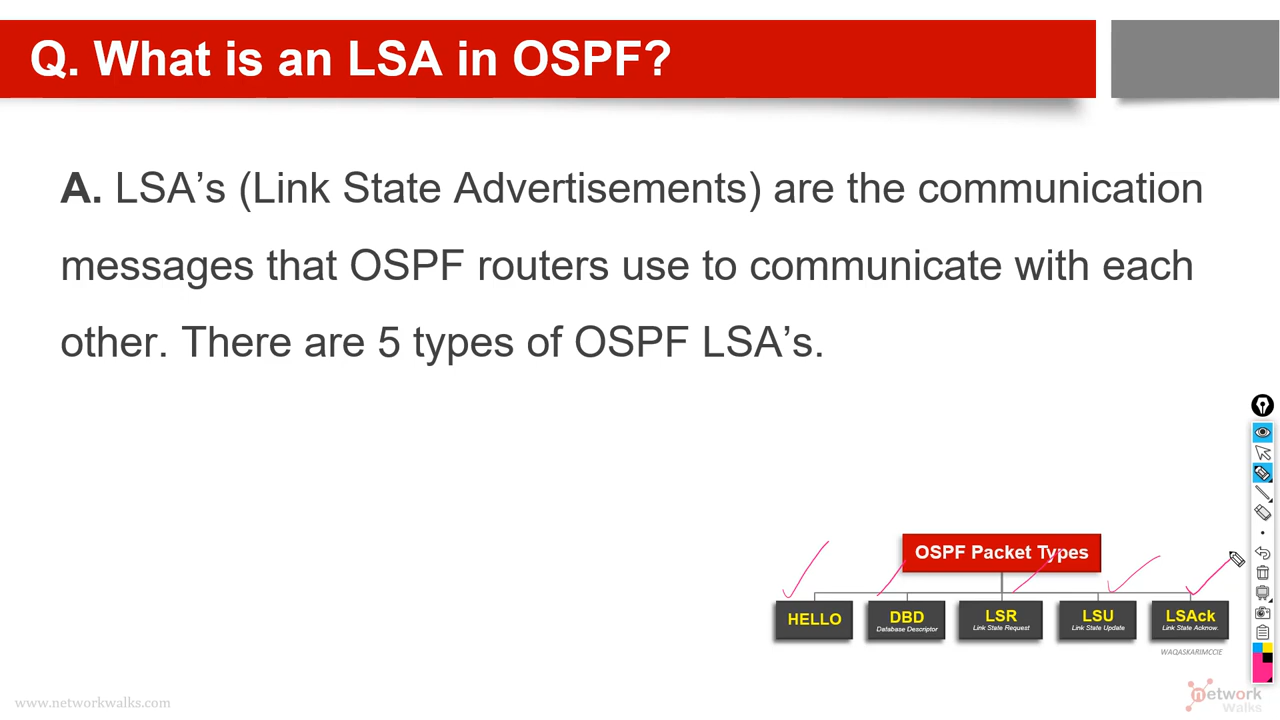 Q. What is an LSA in OSPF?
A. LSA’s (Link State Advertisements) are the communication
messages that OSPF routers use to communicate with each
other. There are 5 types of OSPF LSA’s.
OSPF Packet Types
HELLO
DBD
Database Descriptor
LSR
Link State Request
LSU
Link State Update
LSAck
Link State Acknow.
WAQASKARIMCCIE
www.networkwalks.com
network
Walks